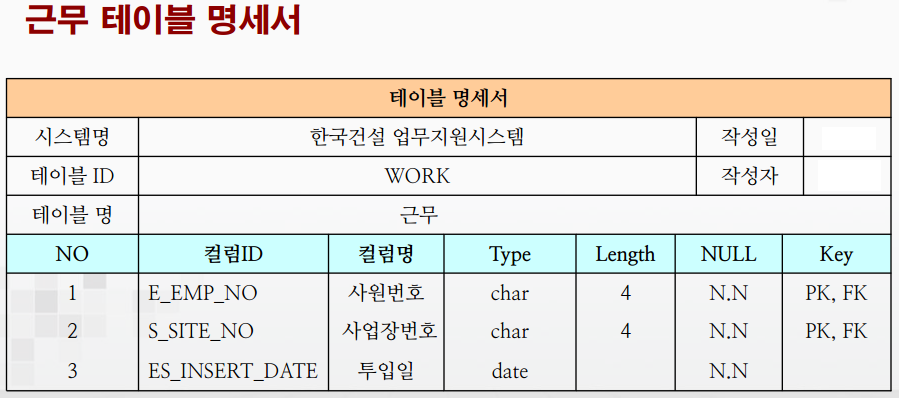 근무 테이블 명세서
테이블 명세서
시스템명 한국건설 업무지원시스템 작성일
테이블 ID WORK 작성자
테이블 명 근무
NO 컬럼ID 컬럼명 Type Length NULL Key
1 E_EMP_NO 사원번호 char 4 N.N PK, FK
2 S_SITE_NO 사업장번호 char 4 N.N PK, FK
3 ES_INSERT_DATE 투입일 date N.N